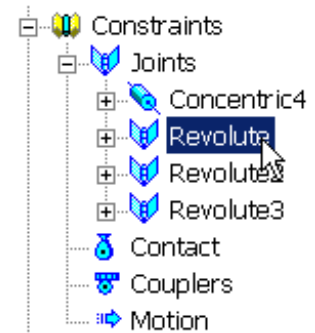 Constraints
Joints
Concentric4
Revolute
Revolute2
Revolute3
Contact
Couplers
Motion